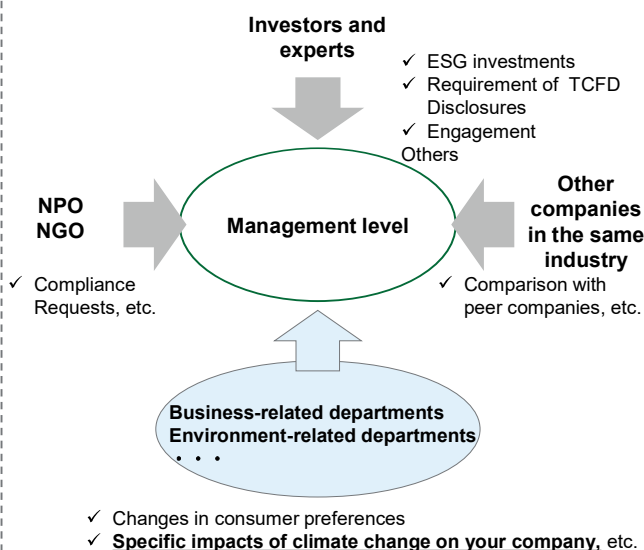 Investors and
experts
✓ ESG investments
✓ Requirement of TCFD
Disclosures
✓ Engagement
Others
NPO
NGO
Management level
Other
companies
in the same
industry
✓ Compliance
Requests, etc.
✓ Comparison with
peer companies, etc.
Business-related departments
Environment-related departments
・・・
✓ Changes in consumer preferences
✓ Specific impacts of climate change on your company, etc.